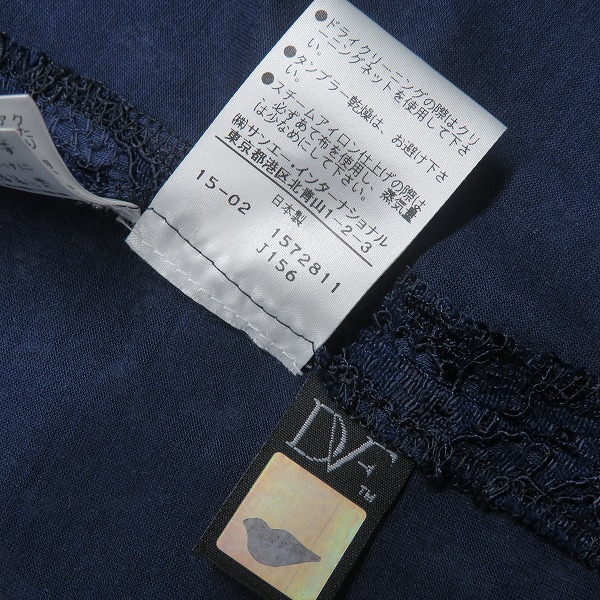 ●ドライクリーニングの際はクリ
ーニングネットを使用して下さ
い。
●タンブラー乾燥は、お避け下さ
い。
●スチームアイロン仕上げの際は
必ずあて布を使用し、蒸気量
は少なめにして下さい。
(株)サンエー・インターナショナル
東京都港区北青山1-2-3
日本製
15-02
1572811
J156
DVF™